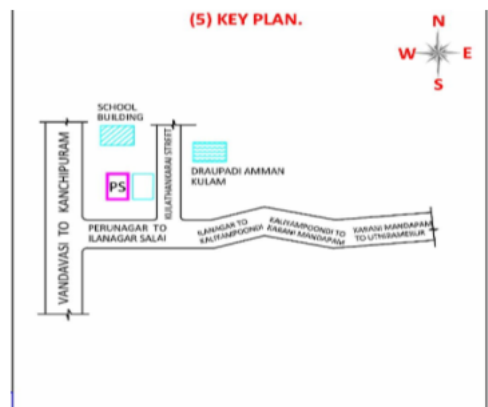 (5) KEY PLAN.
N
W
E
S
SCHOOL
BUILDING
VANDAVASI TO KANCHIPURAM
KULATHANKARAI STREET
DRAUPADI AMMAN
KULAM
PS
PERUNAGAR TO
ILANAGAR SALAI
ILANAGAR TO
KALIYAMPOONDI
KALIYAMPOONDI TO
KARANI MANDAPAM
KARANI MANDAPAM
TO UTHIRAMERUR